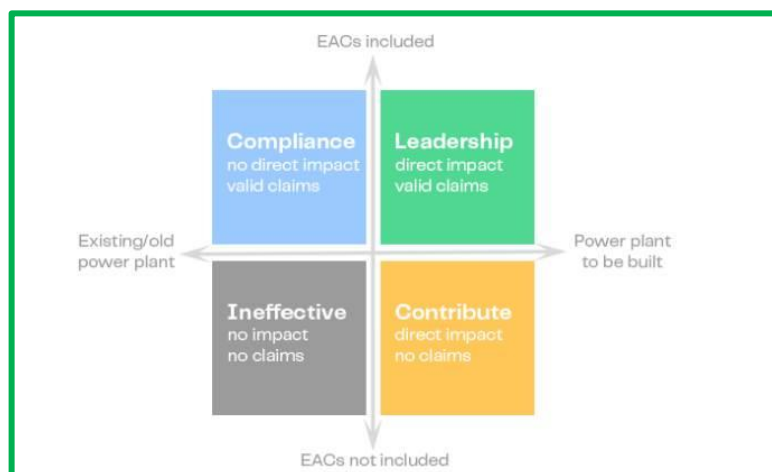 EACs included
Compliance
no direct impact
valid claims
Leadership
direct impact
valid claims
Existing/old
power plant
Power plant
to be built
Ineffective
no impact
no claims
Contribute
direct impact
no claims
EACs not included